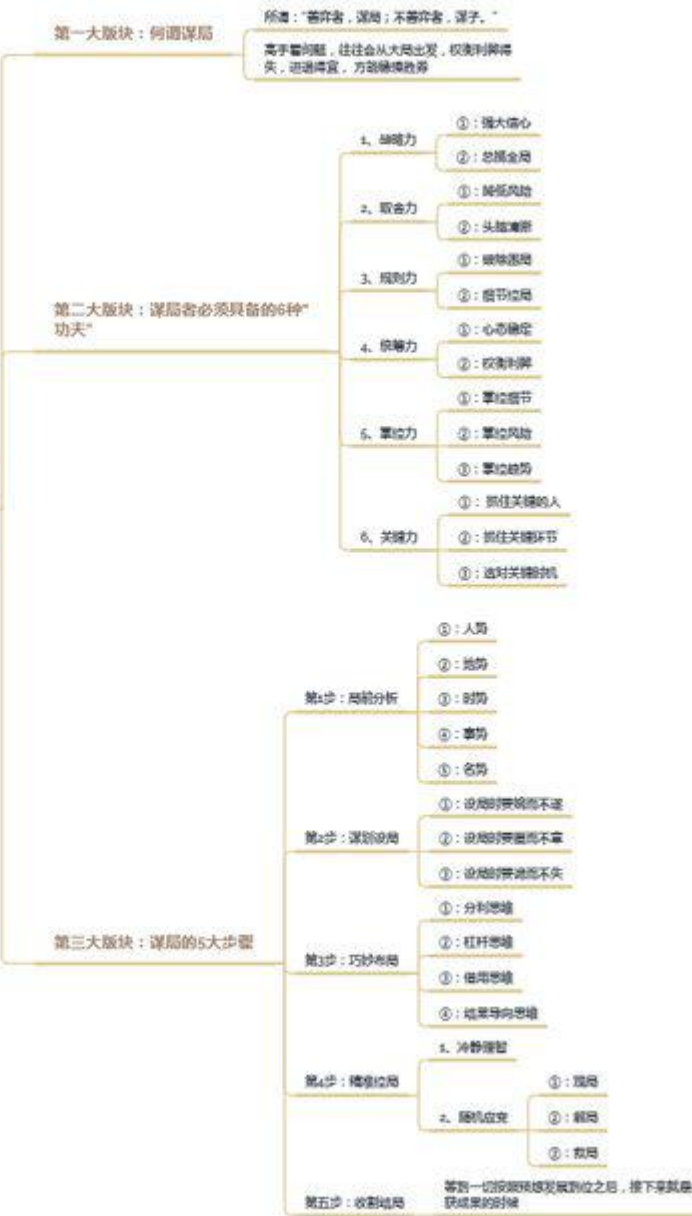 第一大版块：何谓谋局
所谓："善弈者，谋局；不善弈者，谋子。"
高手看问题，往往会从大局出发，权衡利弊得
失，进退得宜，方能稳操胜券
第二大版块：谋局者必须具备的6种"
功夫"
1、战略力
①：强大信心
②：总揽全局
2、取舍力
①：降低风险
②：头脑清晰
3、规则力
①：破除困局
②：细节控局
4、统筹力
①：心态稳定
②：权衡利弊
5、掌控力
①：掌控细节
②：掌控风险
③：掌控趋势
6、关键力
①：抓住关键的人
②：抓住关键环节
③：选对关键时机
第三大版块：谋局的5大步骤
第1步：局前分析
①：人势
②：地势
③：时势
④：事势
⑤：名势
第2步：谋划设局
①：设局时要 而不
②：设局时要 而不
③：设局时要 而不失
第3步：巧妙布局
①：分利思维
②：杠杆思维
③：借用思维
④：结果导向思维
第4步：精准控局
1、冷静理智
2、随机应变
①：观局
②：解局
③：救局
第五步：收割结局
等到一切按照预想发展到位之后，接下来就是
获成果的时候